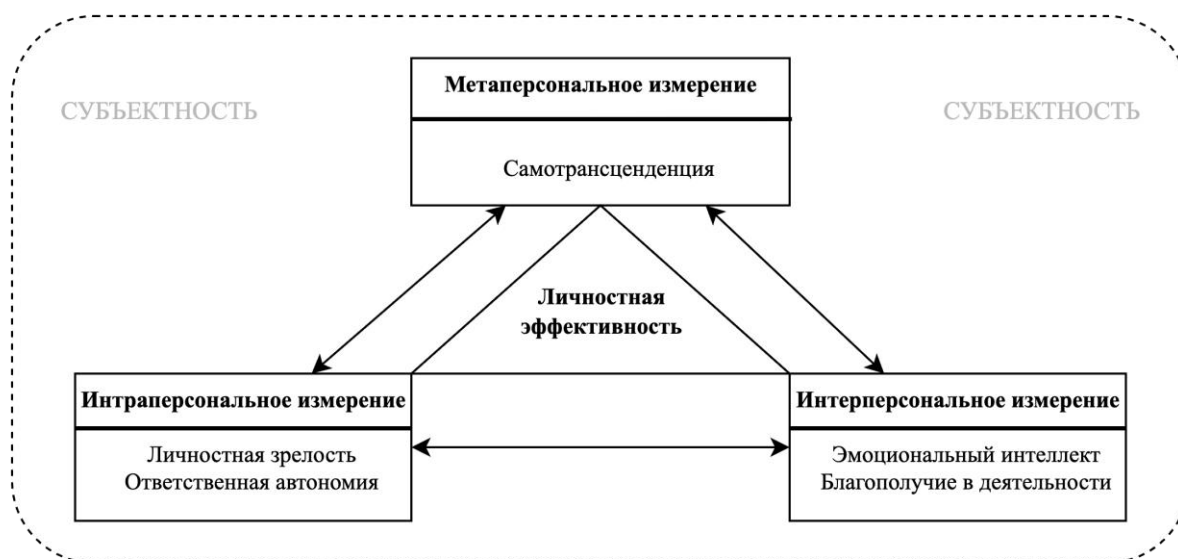 Метаперсональное измерение
СУБЪЕКТНОСТЬ
СУБЪЕКТНОСТЬ
Самотрансценденция
Личностная
эффективность
Интраперсональное измерение
Личностная зрелость
Ответственная автономия
Интерперсональное измерение
Эмоциональный интеллект
Благополучие в деятельности